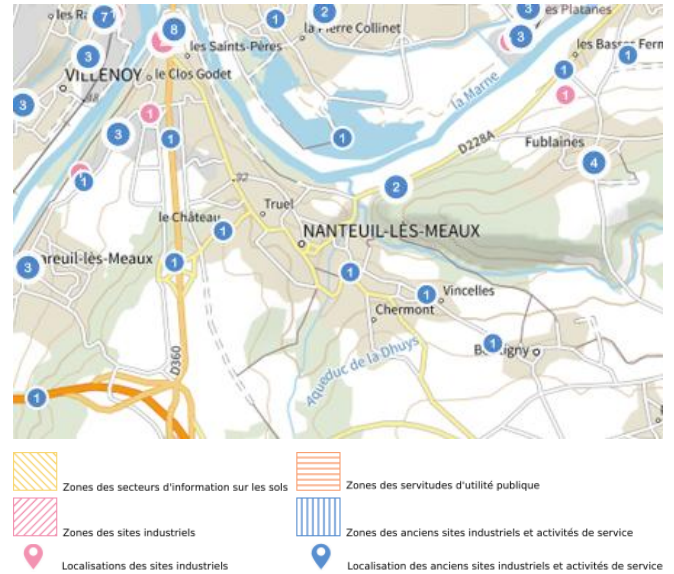 les
7
8
1
2
la Pierre Collinet
3
es Platanes
3
les Saints-Pères
3
les Basses Ferm
1
1
VILLENOY
le Clos Godet
3
88
1
la Marne
1
3
1
1
D228A
Fublaines
4
1
92
2
Truel
le Château
1
NANTEUIL-LÈS-MEAUX
3
areuil-lès-Meaux
1
1
1
Vincelles
Chermont
1
D360
Aqueduc de la Dhuys
1
Zones des secteurs d'information sur les sols
Zones des servitudes d'utilité publique
Zones des sites industriels
Zones des anciens sites industriels et activités de service
Localisations des sites industriels
Localisation des anciens sites industriels et activités de service